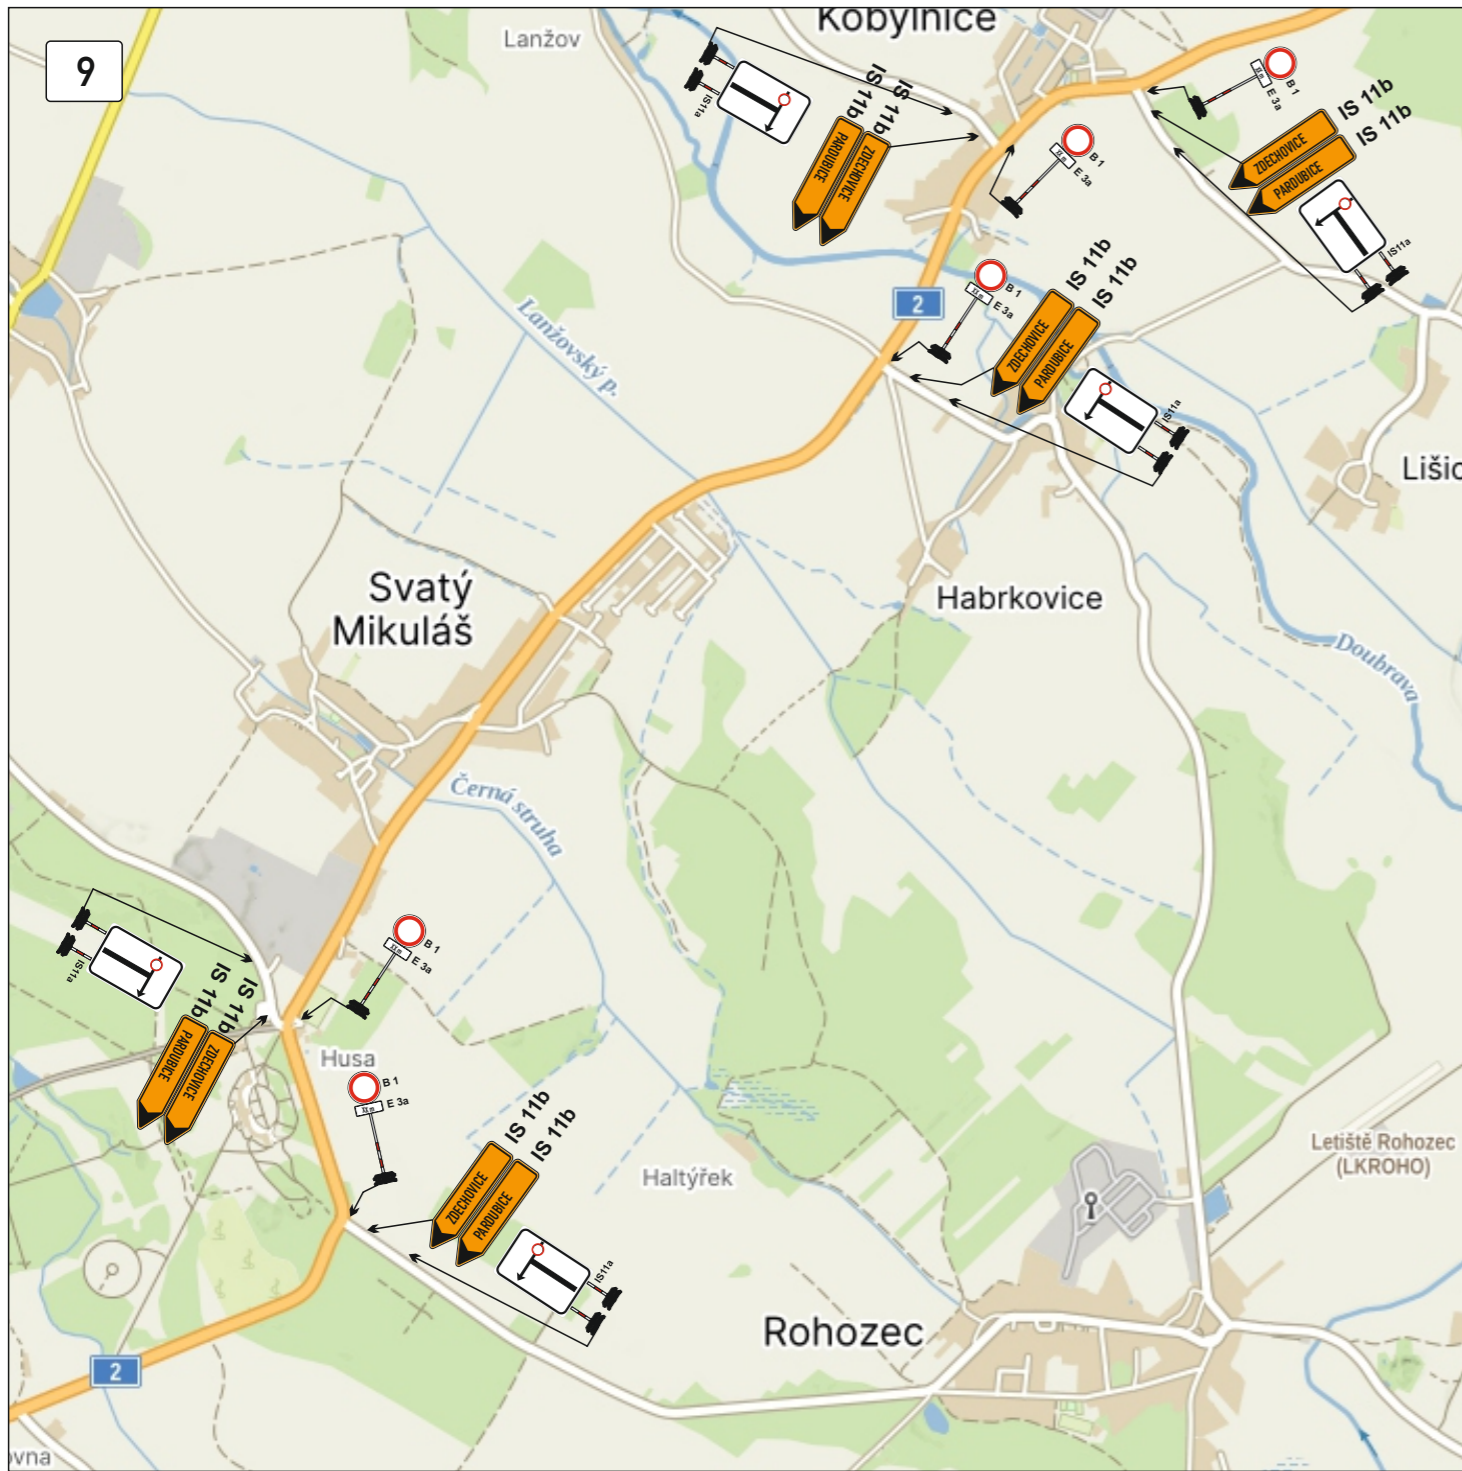 9
Lanžov
Kobylnice
IS11a
IS 11b
IS 11b
PARDUBICE
ZDECHOVICE
B 1
E 3a
B 1
E 3a
IS 11b
IS 11b
ZDECHOVICE
PARDUBICE
IS11a
2
B 1
E 3a
IS 11b
IS 11b
ZDECHOVICE
PARDUBICE
IS11a
Lanžovský p.
Lišic
Svatý
Mikuláš
Habrkovice
Doubrava
Černá struha
IS11a
IS 11b
IS 11b
PARDUBICE
ZDECHOVICE
B 1
E 3a
Husa
B 1
E 3a
IS 11b
IS 11b
ZDECHOVICE
PARDUBICE
IS11a
Haltýřek
Letiště Rohozec
(LKROHO)
Rohozec
2
ovna